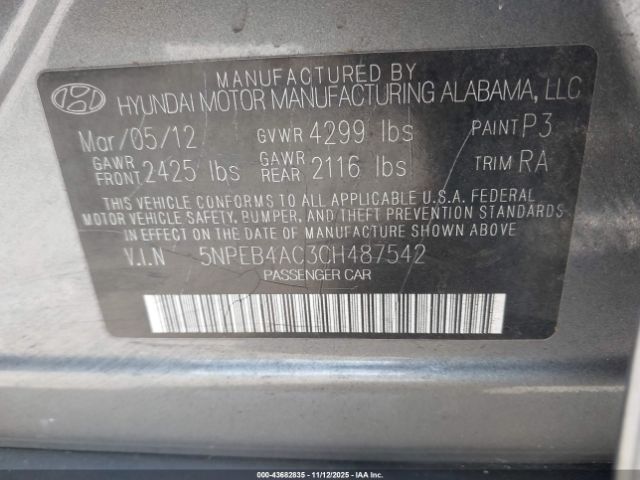 MANUFACTURED BY
HYUNDAI MOTOR MANUFACTURING ALABAMA, LLC
Mar/05/12 GVWR 4299 lbs PAINT P3
GAWR FRONT 2425 lbs GAWR REAR 2116 lbs TRIM RA
THIS VEHICLE CONFORMS TO ALL APPLICABLE U.S.A. FEDERAL
MOTOR VEHICLE SAFETY, BUMPER, AND THEFT PREVENTION STANDARDS
IN EFFECT ON THE DATE OF MANUFACTURE SHOWN ABOVE.
V.I.N 5NPEB4AC3CH487542
PASSENGER CAR
IN STOCK - 43682835 - 11/12/2025 - IAA INC.